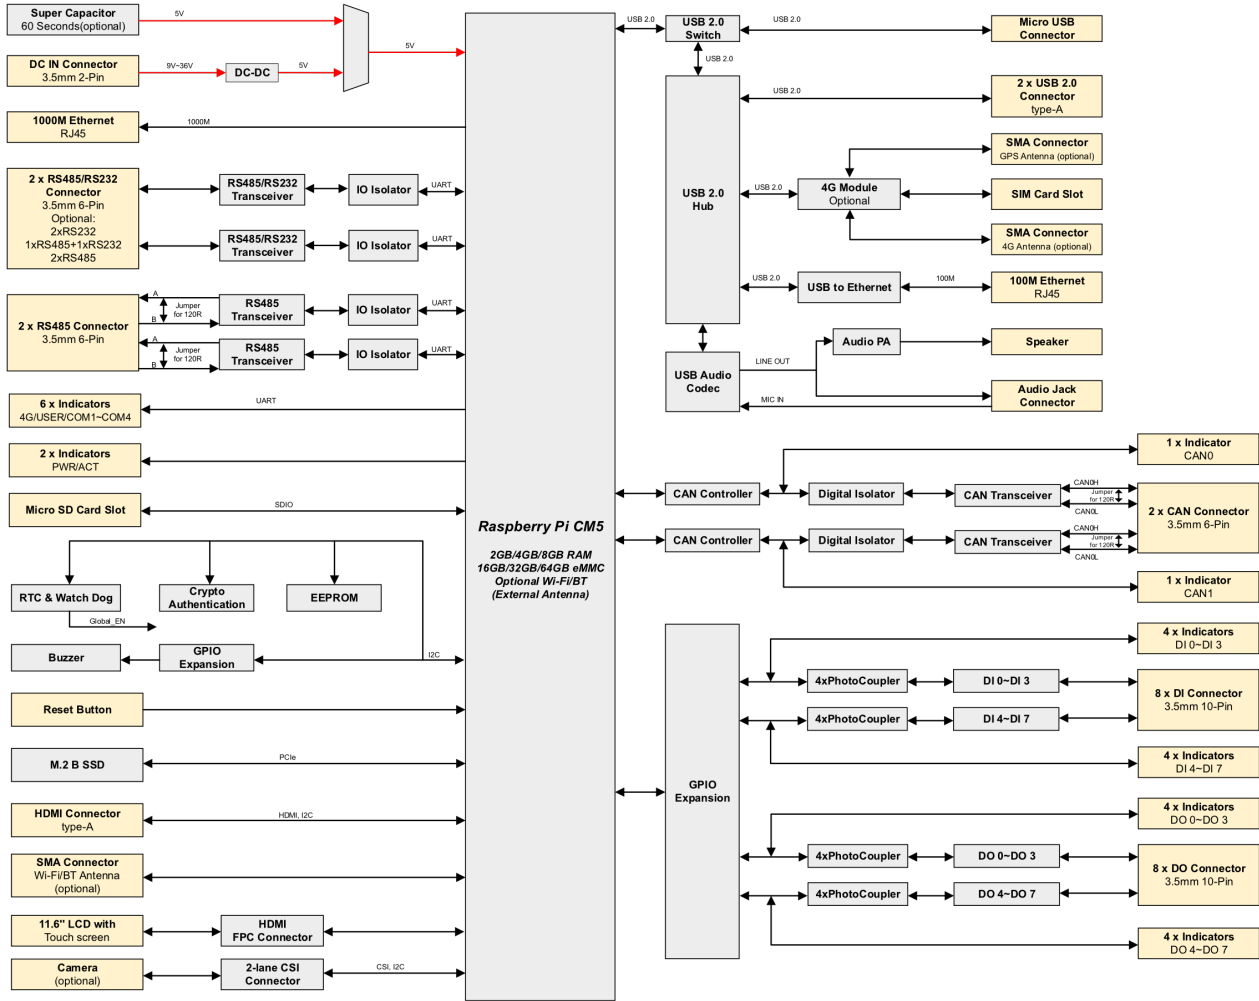 Super Capacitor
60 Seconds(optional)
5V
DC IN Connector
3.5mm 2-Pin
9V~36V
DC-DC
5V
5V
1000M Ethernet
RJ45
1000M
2 x RS485/RS232
Connector
3.5mm 6-Pin
Optional:
2xRS232
1xRS485+1xRS232
2xRS485
RS485/RS232
Transceiver
IO Isolator
UART
RS485/RS232
Transceiver
IO Isolator
UART
2 x RS485 Connector
3.5mm 6-Pin
A
Jumper
for 120R
B
RS485
Transceiver
IO Isolator
UART
A
Jumper
for 120R
B
RS485
Transceiver
IO Isolator
UART
6 x Indicators
4G/USER/COM1~COM4
UART
2 x Indicators
PWR/ACT
Micro SD Card Slot
SDIO
RTC & Watch Dog
Crypto
Authentication
EEPROM
Global_EN
Buzzer
GPIO
Expansion
I2C
Reset Button
M.2 B SSD
PCIe
HDMI Connector
type-A
HDMI, I2C
SMA Connector
Wi-Fi/BT Antenna
(optional)
11.6" LCD with
Touch screen
HDMI
FPC Connector
Camera
(optional)
2-lane CSI
Connector
CSI, I2C
Raspberry Pi CM5
2GB/4GB/8GB RAM
16GB/32GB/64GB eMMC
Optional Wi-Fi/BT
(External Antenna)
USB 2.0
USB 2.0
Switch
USB 2.0
Micro USB
Connector
USB 2.0
USB 2.0
Hub
USB 2.0
2 x USB 2.0
Connector
type-A
SMA Connector
GPS Antenna (optional)
USB 2.0
4G Module
Optional
SIM Card Slot
SMA Connector
4G Antenna (optional)
USB 2.0
USB to Ethernet
100M
100M Ethernet
RJ45
USB Audio
Codec
LINE OUT
Audio PA
Speaker
MIC IN
Audio Jack
Connector
1 x Indicator
CAN0
CAN Controller
Digital Isolator
CAN Transceiver
CAN0H
Jumper
for 120R
CAN0L
2 x CAN Connector
3.5mm 6-Pin
CAN Controller
Digital Isolator
CAN Transceiver
CAN0H
Jumper
for 120R
CAN0L
1 x Indicator
CAN1
GPIO
Expansion
4 x Indicators
DI 0~DI 3
4xPhotoCoupler
DI 0~DI 3
8 x DI Connector
3.5mm 10-Pin
4xPhotoCoupler
DI 4~DI 7
4 x Indicators
DI 4~DI 7
4 x Indicators
DO 0~DO 3
4xPhotoCoupler
DO 0~DO 3
8 x DO Connector
3.5mm 10-Pin
4xPhotoCoupler
DO 4~DO 7
4 x Indicators
DO 4~DO 7